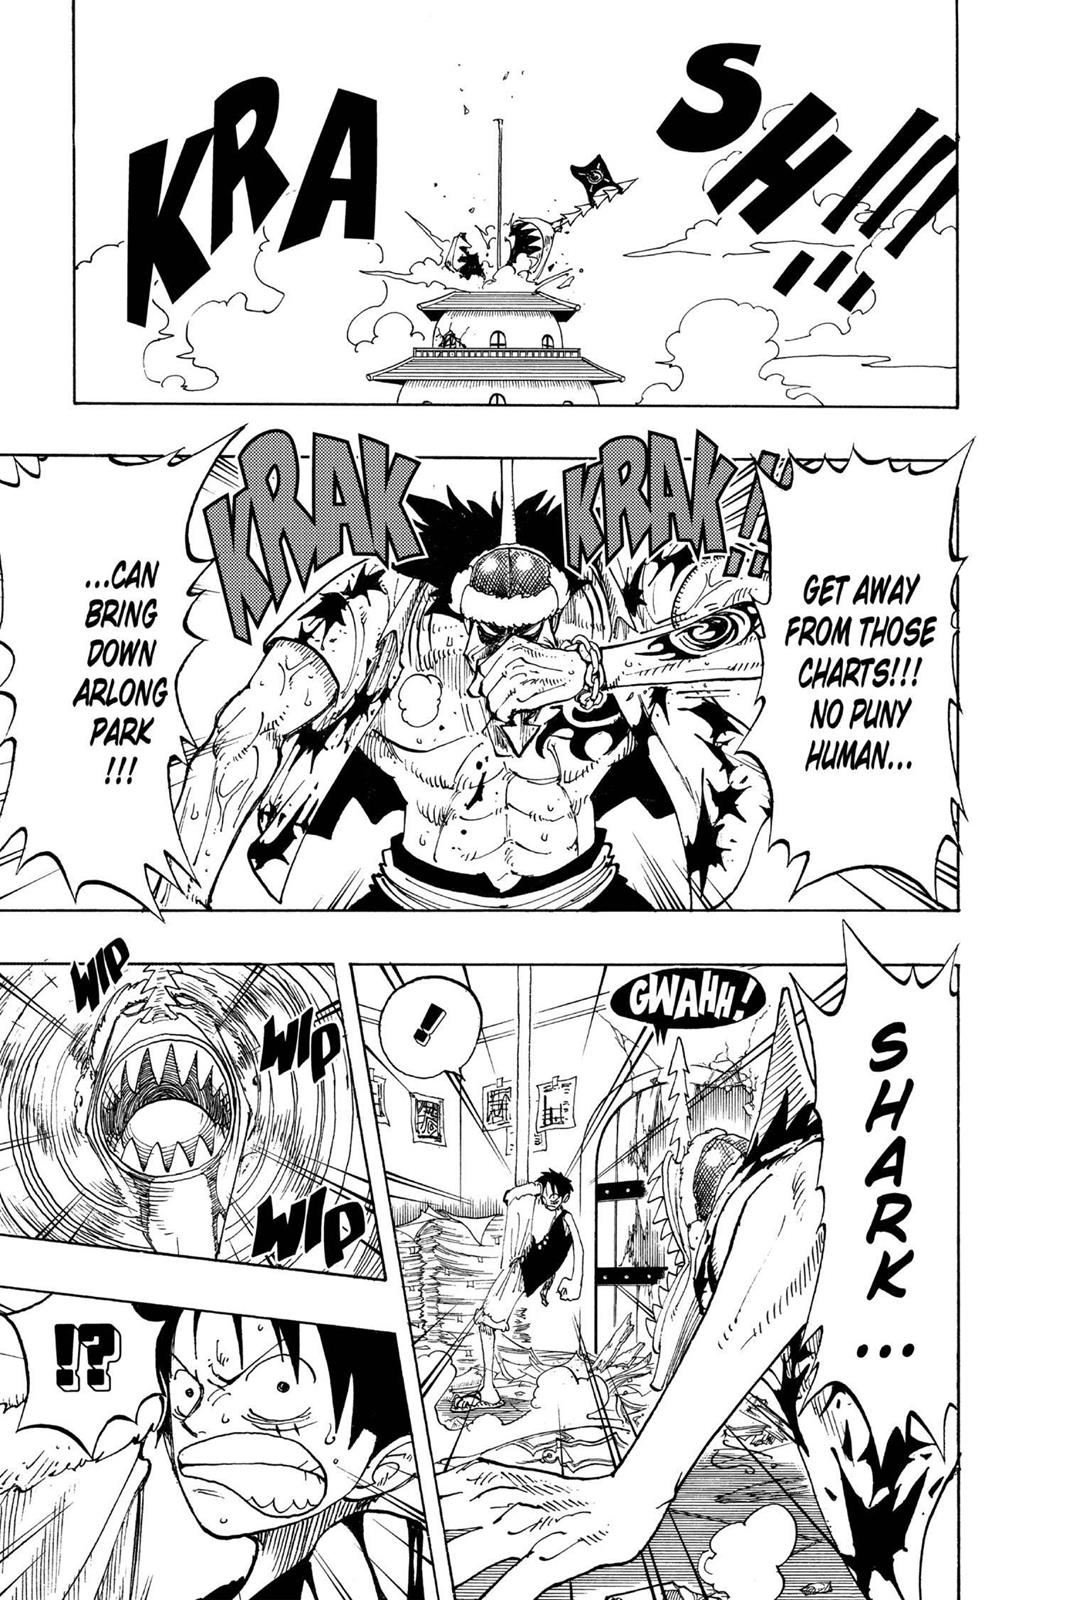 KRA
SH!!!
KRAK
KRAK!!
GET AWAY
FROM THOSE
CHARTS!!!
NO PUNY
HUMAN...
...CAN
BRING
DOWN
ARLONG
PARK
!!!
GWAHH!
SHARK...
!
WIP
WIP
WIP
!?